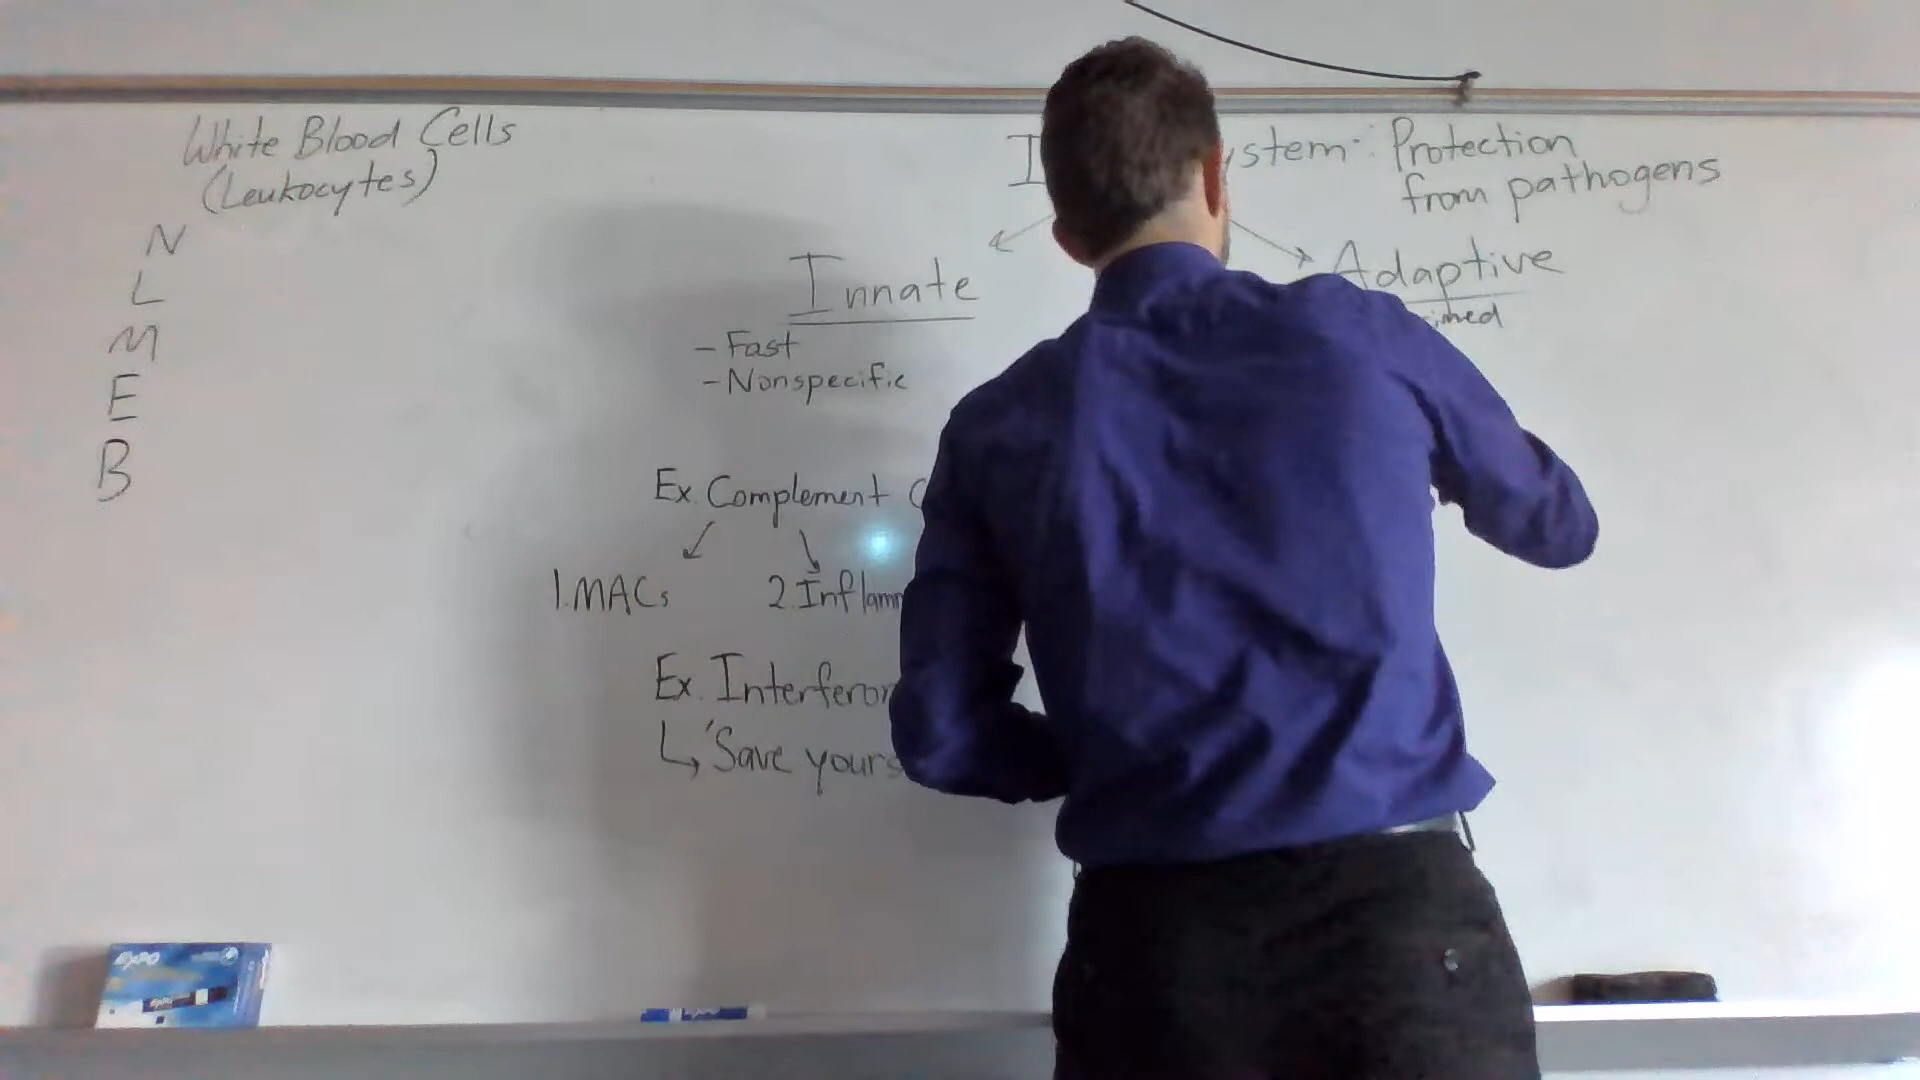 White Blood Cells
(Leukocytes)
N
L
M
E
B
ystem: Protection
from pathogens
Innate
Adaptive
- Fast
- Nonspecific
Ex. Complement
1. MACs
2. Inflamm
Ex. Interferon
↳ "Save yours
EXPO